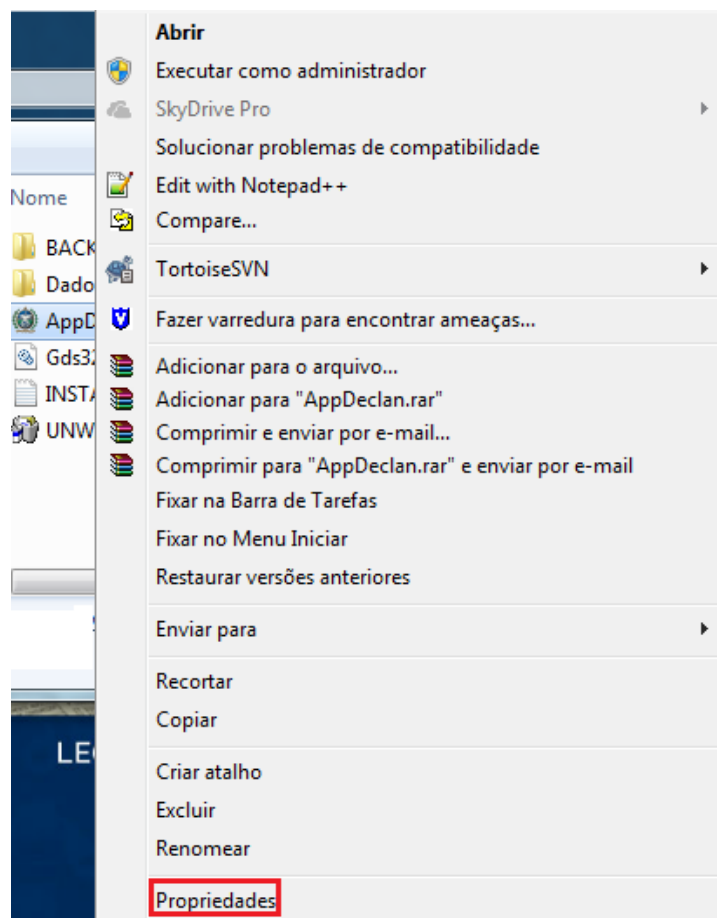 Abrir
Executar como administrador
SkyDrive Pro
Solucionar problemas de compatibilidade
Edit with Notepad++
Compare...
TortoiseSVN
Fazer varredura para encontrar ameaças...
Adicionar para o arquivo...
Adicionar para "AppDeclan.rar"
Comprimir e enviar por e-mail...
Comprimir para "AppDeclan.rar" e enviar por e-mail
Fixar na Barra de Tarefas
Fixar no Menu Iniciar
Restaurar versões anteriores
Enviar para
Recortar
Copiar
Criar atalho
Excluir
Renomear
Propriedades
Nome
BACK
Dado
AppD
Gds32
INSTA
UNW
LE